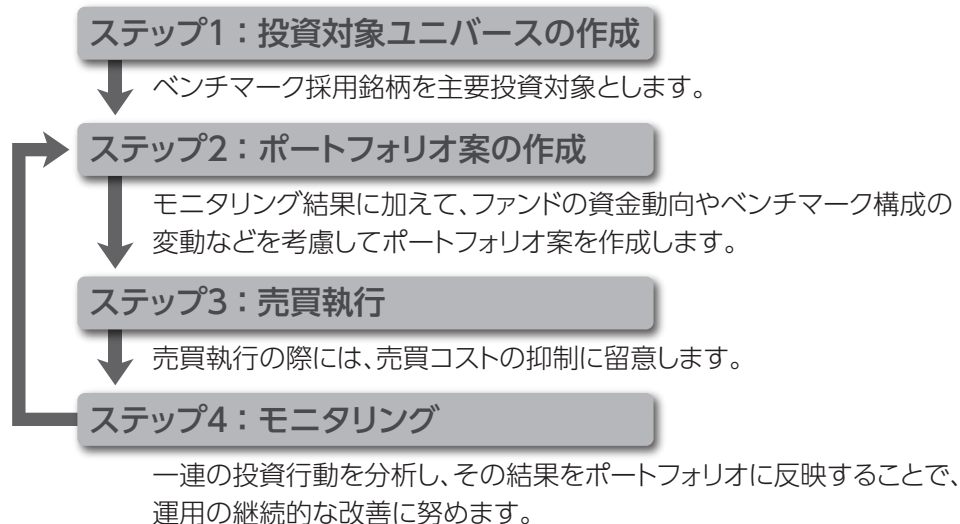 ステップ1：投資対象ユニバースの作成
ベンチマーク採用銘柄を主要投資対象とします。
ステップ2：ポートフォリオ案の作成
モニタリング結果に加えて、ファンドの資金動向やベンチマーク構成の
変動などを考慮してポートフォリオ案を作成します。
ステップ3：売買執行
売買執行の際には、売買コストの抑制に留意します。
ステップ4：モニタリング
一連の投資行動を分析し、その結果をポートフォリオに反映することで、
運用の継続的な改善に努めます。